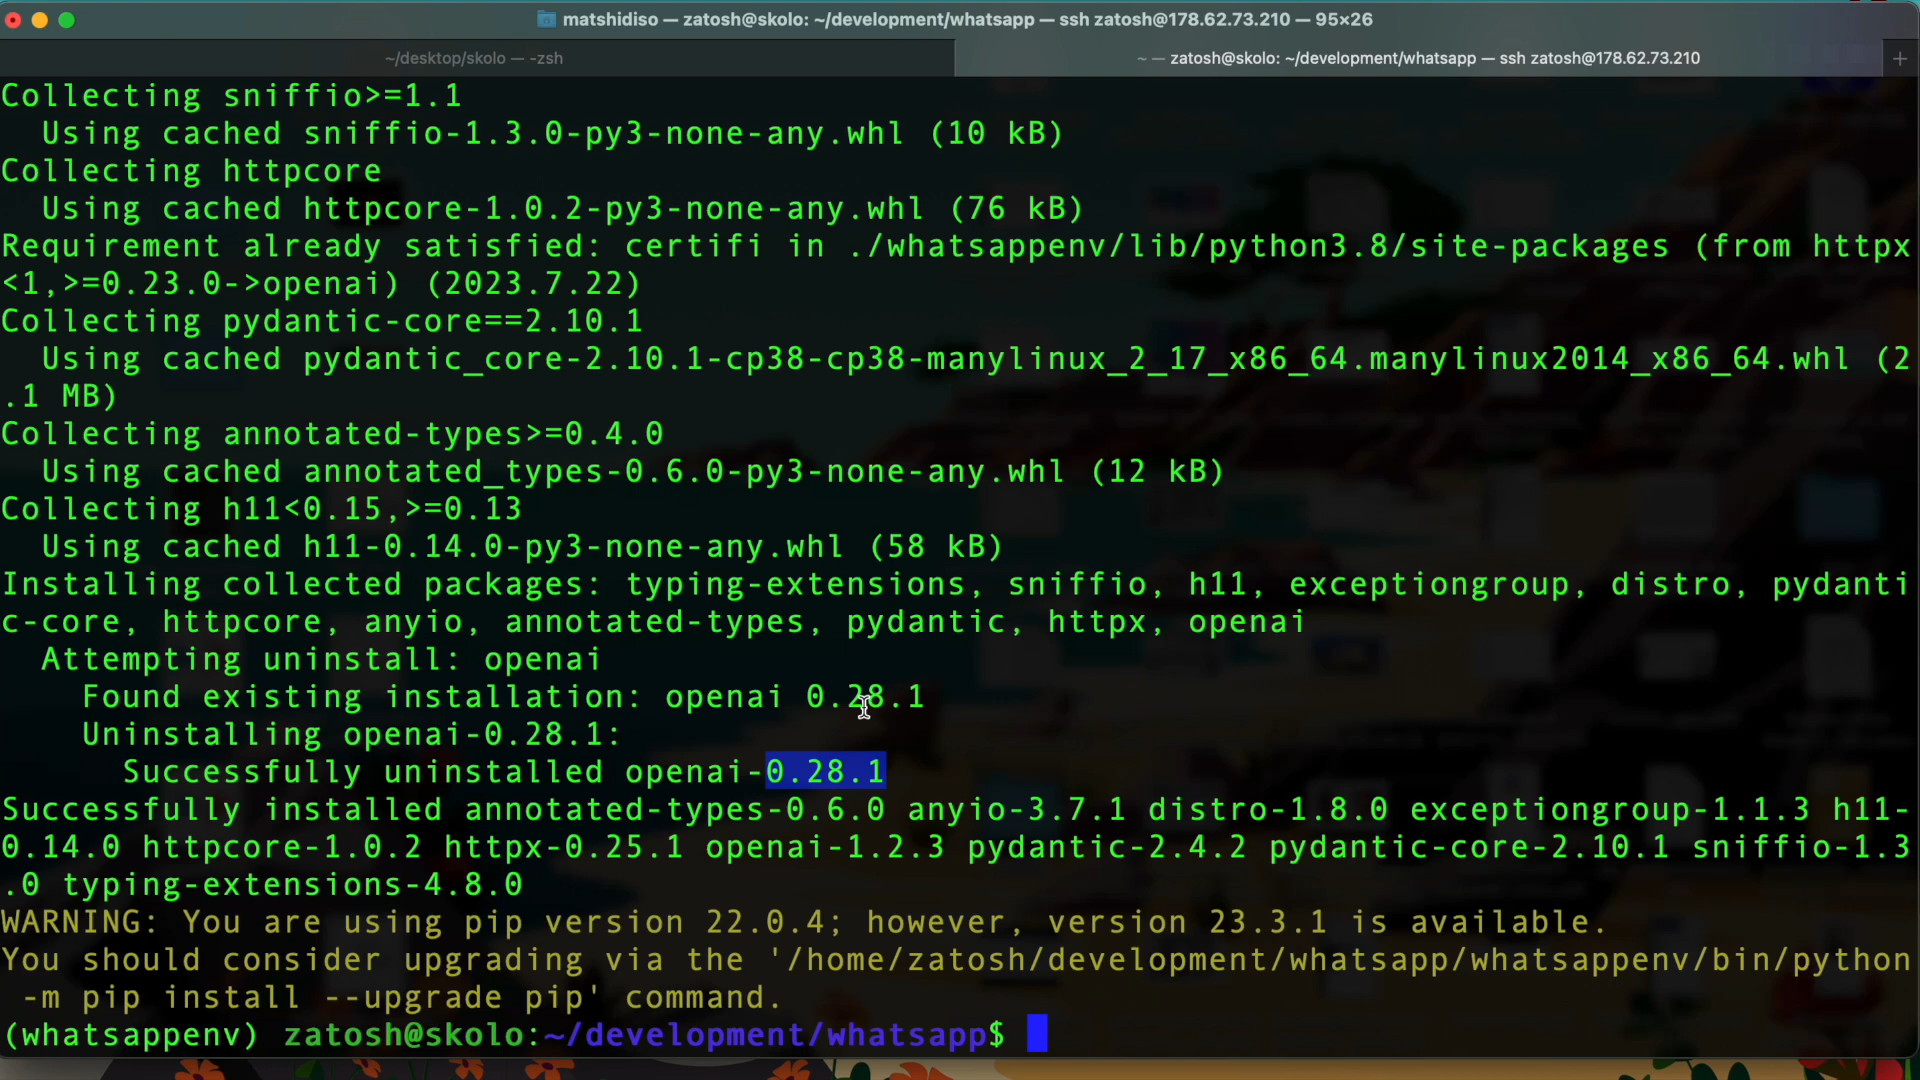 matshidiso — zatosh@skolo: ~/development/whatsapp — ssh zatosh@178.62.73.210 — 95×26
~/desktop/skolo — -zsh
~ — zatosh@skolo: ~/development/whatsapp — ssh zatosh@178.62.73.210
+
Collecting sniffio>=1.1
  Using cached sniffio-1.3.0-py3-none-any.whl (10 kB)
Collecting httpcore
  Using cached httpcore-1.0.2-py3-none-any.whl (76 kB)
Requirement already satisfied: certifi in ./whatsappenv/lib/python3.8/site-packages (from httpx
<1,>=0.23.0->openai) (2023.7.22)
Collecting pydantic-core==2.10.1
  Using cached pydantic_core-2.10.1-cp38-cp38-manylinux_2_17_x86_64.manylinux2014_x86_64.whl (2
.1 MB)
Collecting annotated-types>=0.4.0
  Using cached annotated_types-0.6.0-py3-none-any.whl (12 kB)
Collecting h11<0.15,>=0.13
  Using cached h11-0.14.0-py3-none-any.whl (58 kB)
Installing collected packages: typing-extensions, sniffio, h11, exceptiongroup, distro, pydanti
c-core, httpcore, anyio, annotated-types, pydantic, httpx, openai
  Attempting uninstall: openai
    Found existing installation: openai 0.28.1
    Uninstalling openai-0.28.1:
      Successfully uninstalled openai-0.28.1
Successfully installed annotated-types-0.6.0 anyio-3.7.1 distro-1.8.0 exceptiongroup-1.1.3 h11-
0.14.0 httpcore-1.0.2 httpx-0.25.1 openai-1.2.3 pydantic-2.4.2 pydantic-core-2.10.1 sniffio-1.3
.0 typing-extensions-4.8.0
WARNING: You are using pip version 22.0.4; however, version 23.3.1 is available.
You should consider upgrading via the '/home/zatosh/development/whatsapp/whatsappenv/bin/python
 -m pip install --upgrade pip' command.
(whatsappenv) zatosh@skolo:~/development/whatsapp$